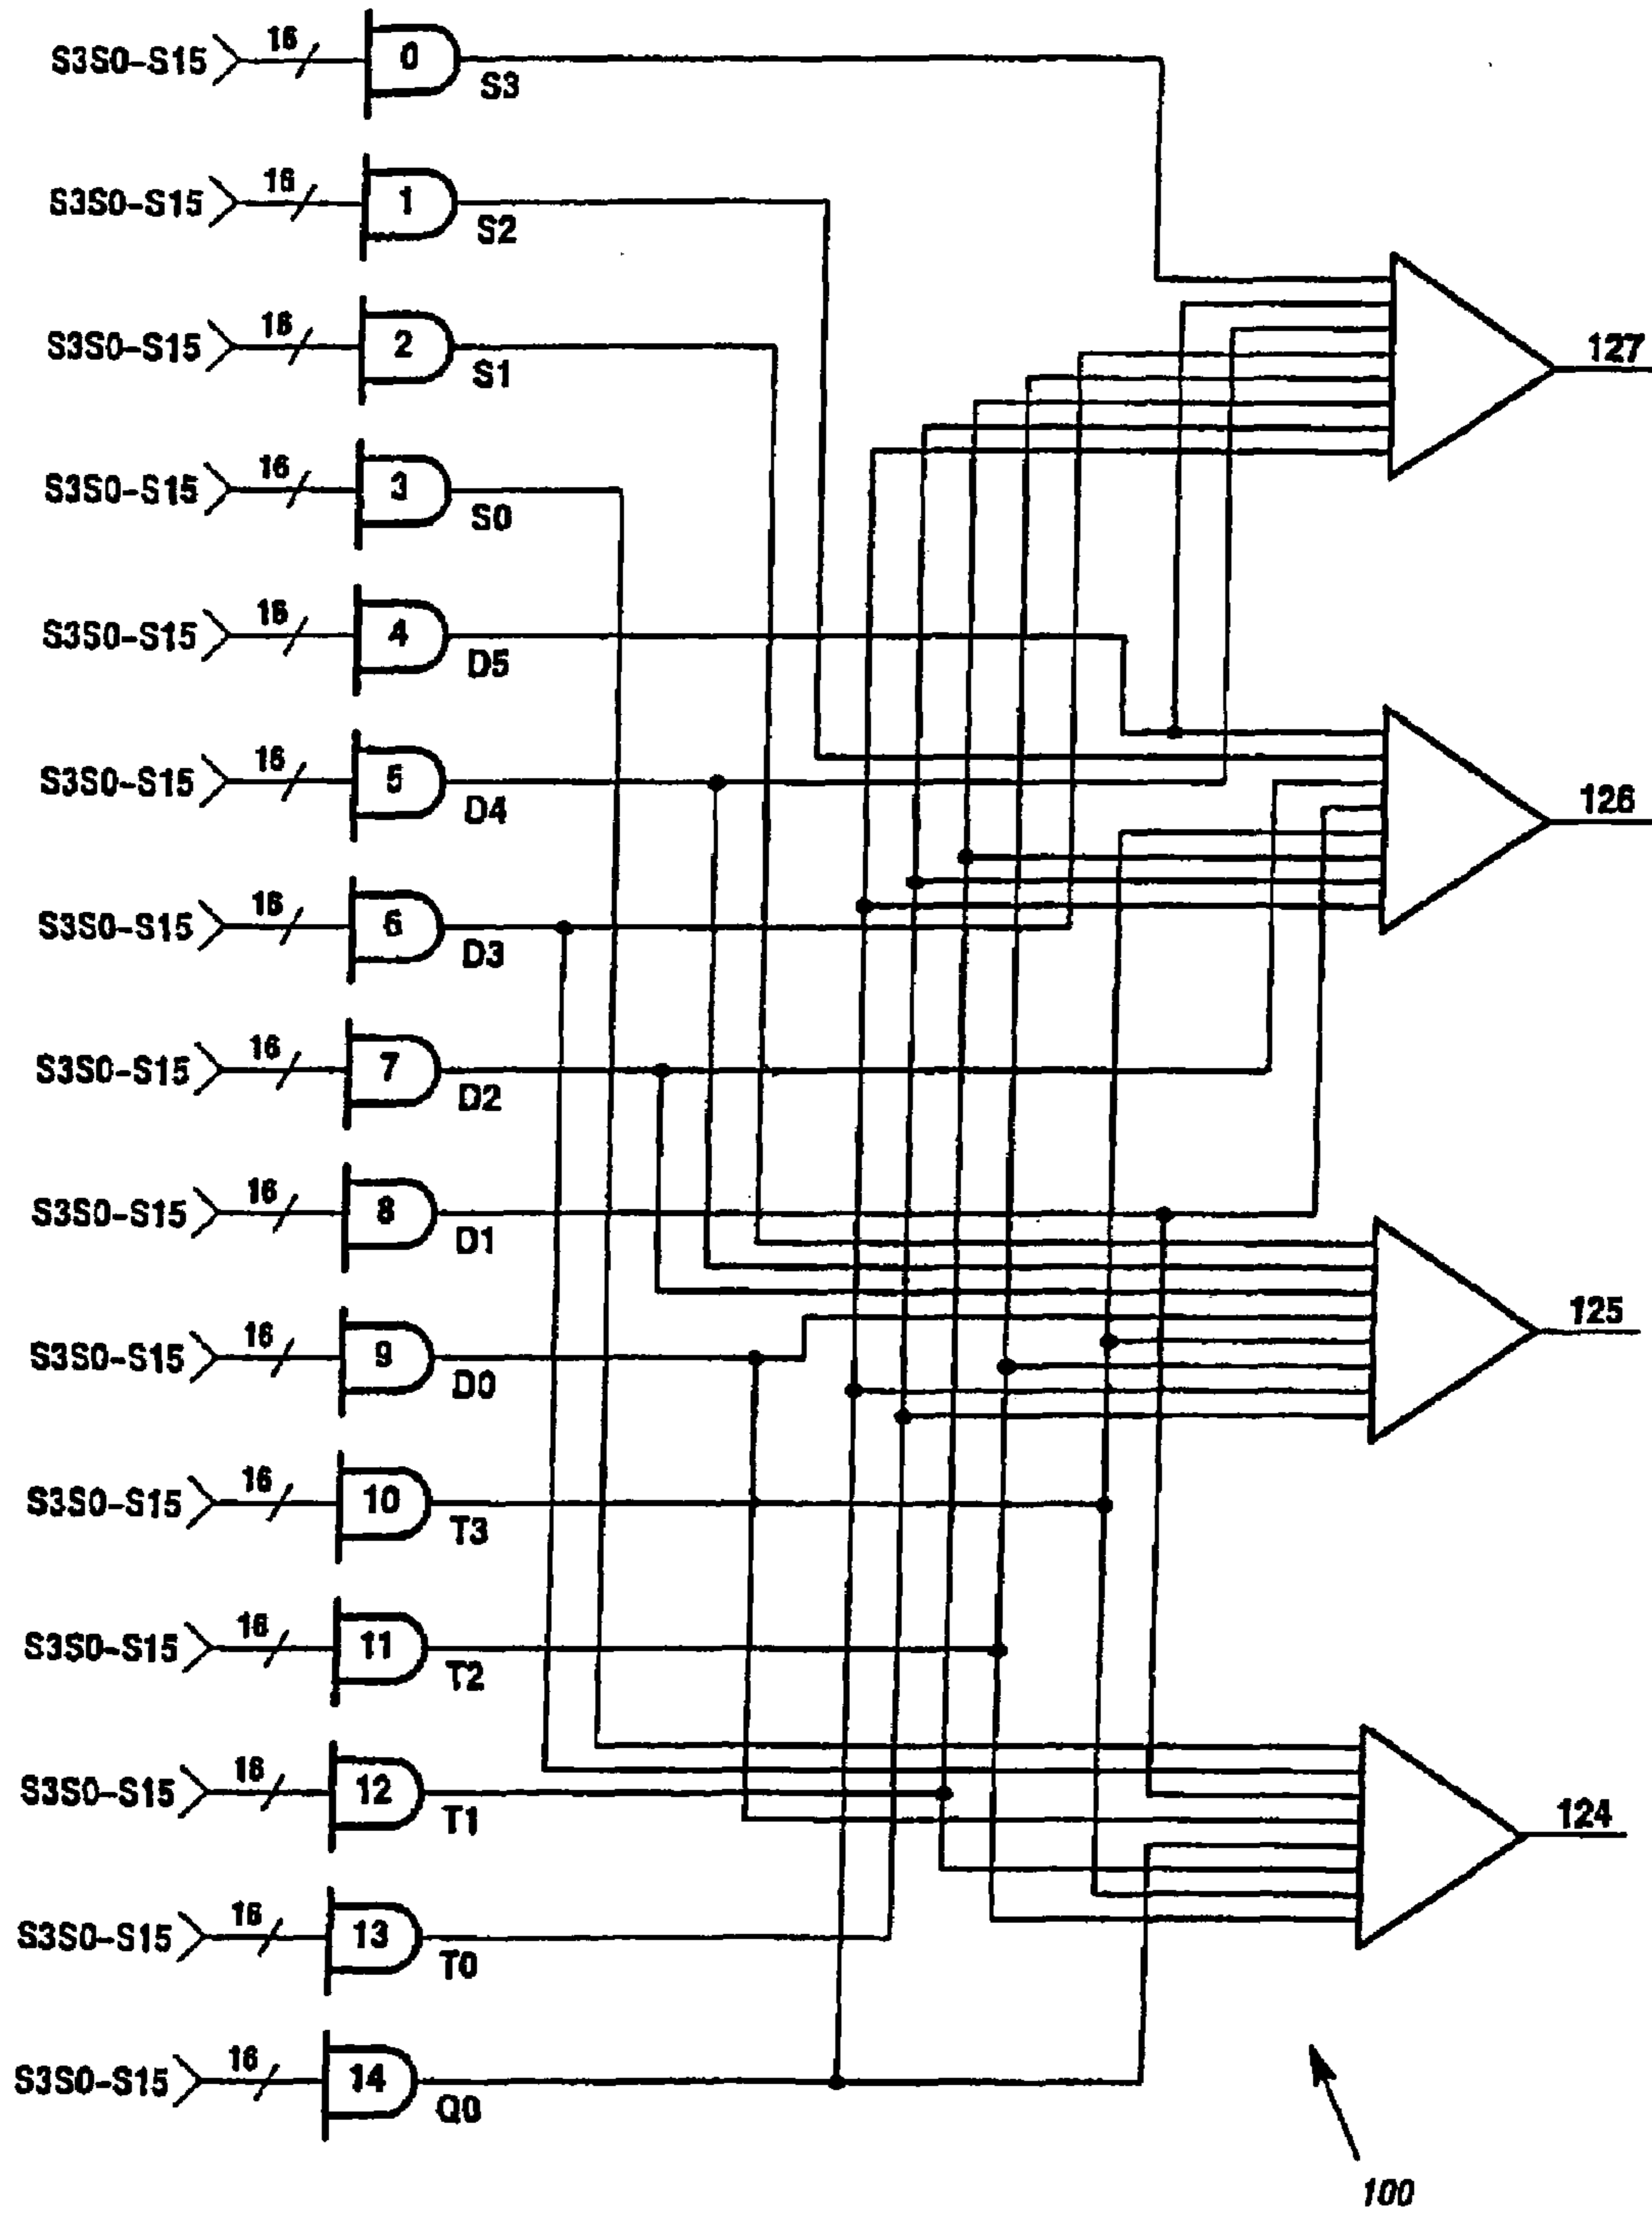 S3S0-S15 16 0 S3
S3S0-S15 16 1 S2
S3S0-S15 16 2 S1
127
S3S0-S15 16 3 S0
S3S0-S15 16 4 D5
S3S0-S15 16 5 D4
126
S3S0-S15 16 6 D3
S3S0-S15 16 7 D2
S3S0-S15 16 8 D1
125
S3S0-S15 16 9 D0
S3S0-S15 16 10 T3
S3S0-S15 16 11 T2
S3S0-S15 16 12 T1
124
S3S0-S15 16 13 T0
S3S0-S15 16 14 Q0
100